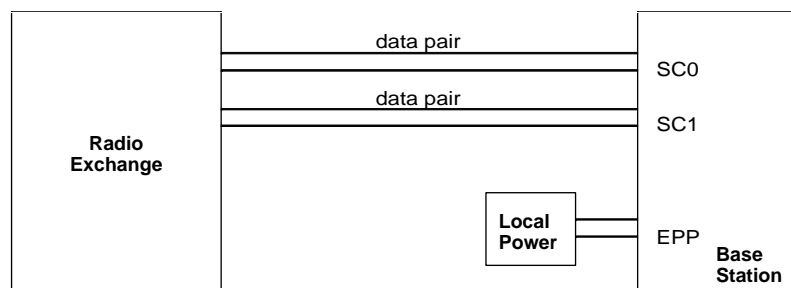 data pair
SC0
data pair
SC1
Radio
Exchange
Local
Power
EPP
Base
Station